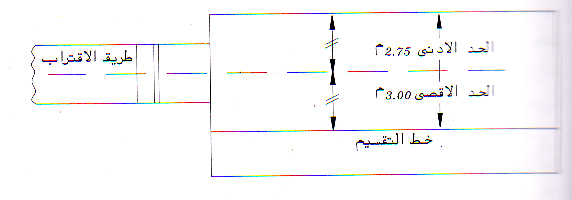 طريق الاقتراب
الحد الادنى 2.75م
الحد الاقصى 3.00م
خط التقسيم